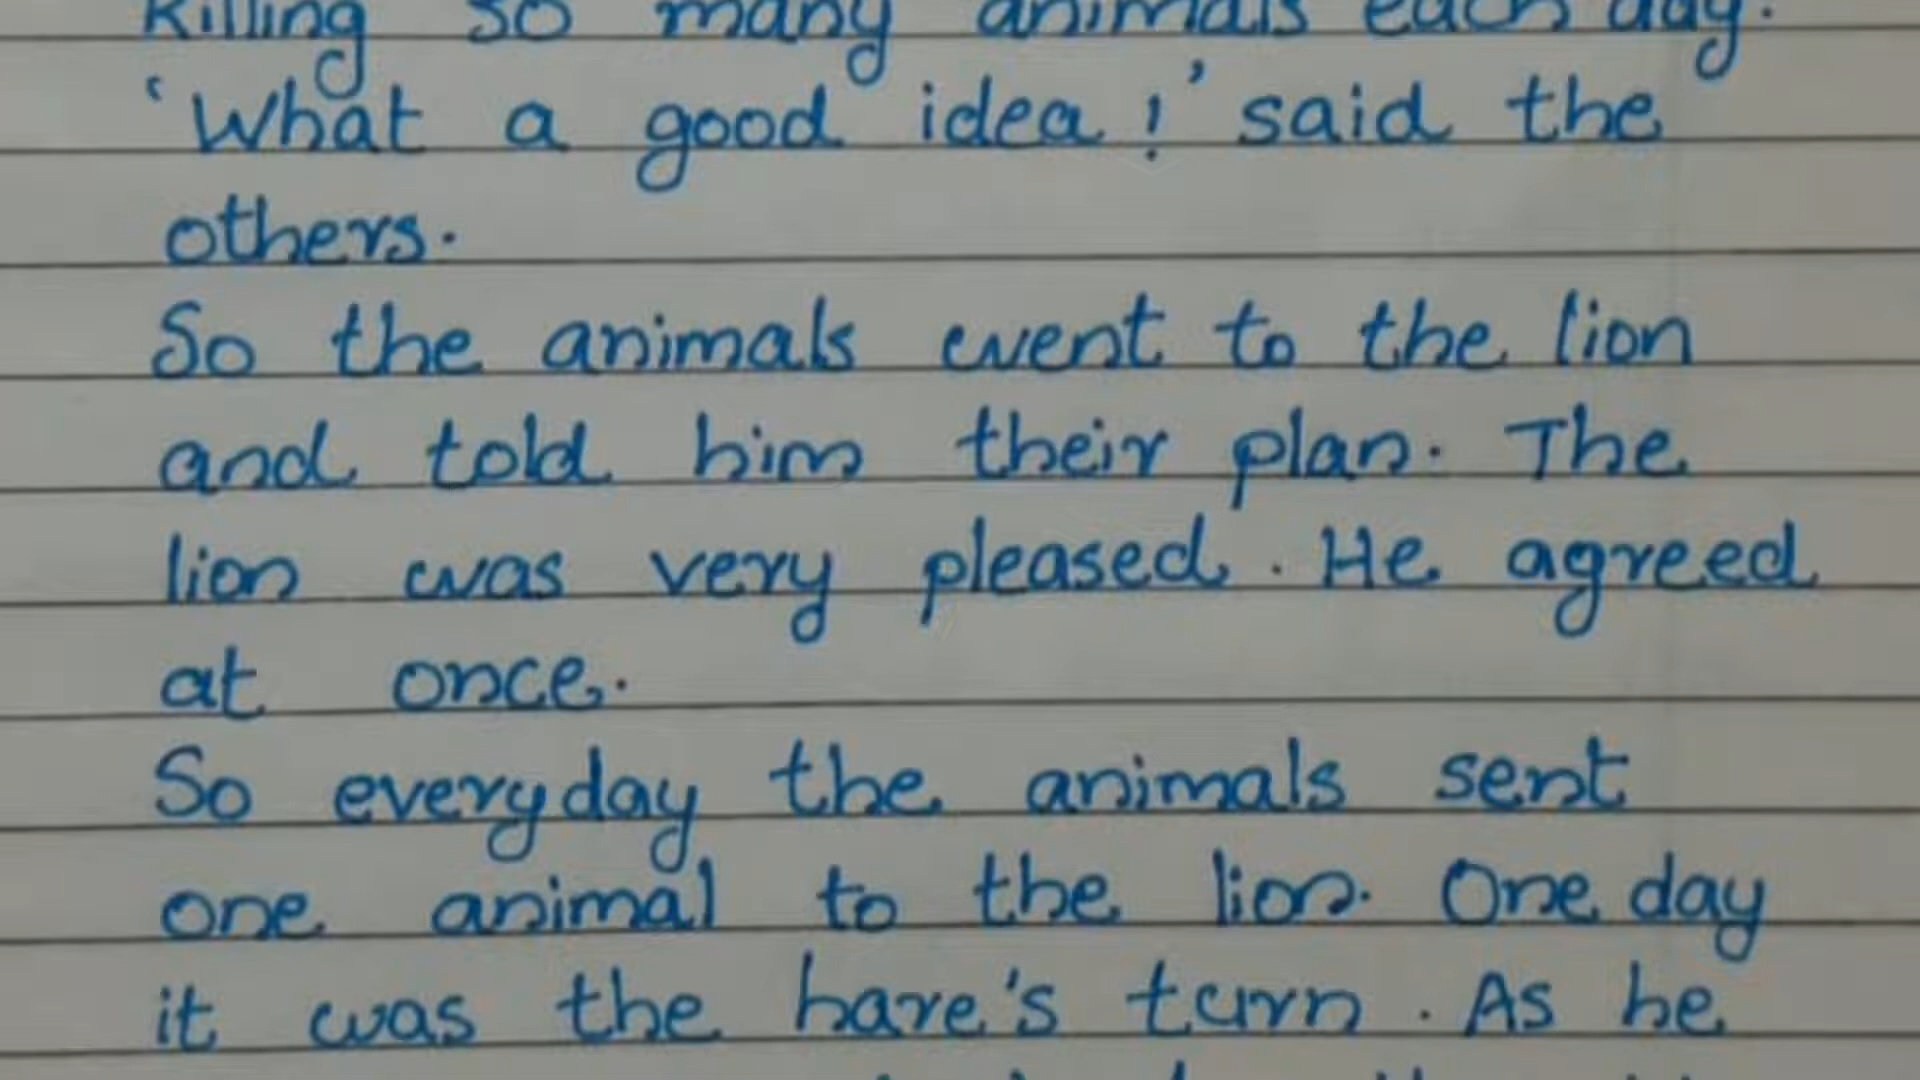 killing so many animals each day.
‘What a good idea!’ said the
others.
So the animals went to the lion
and told him their plan. The
lion was very pleased. He agreed
at once.
So everyday the animals sent
one animal to the lion. One day
it was the hare's turn. As he